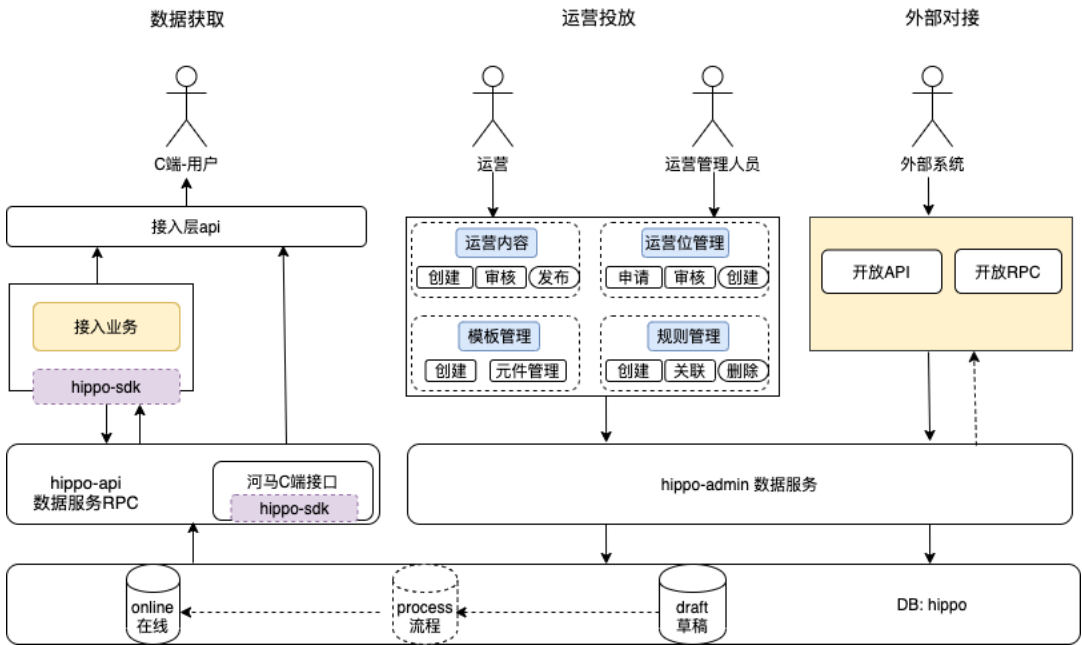 数据获取
运营投放
外部对接
C端-用户
运营
运营管理人员
外部系统
接入层api
接入业务
hippo-sdk
运营内容
创建
审核
发布
运营位管理
申请
审核
创建
模板管理
创建
元件管理
规则管理
创建
关联
删除
开放API
开放RPC
hippo-api
数据服务RPC
河马C端接口
hippo-sdk
hippo-admin 数据服务
online
在线
process
流程
draft
草稿
DB: hippo